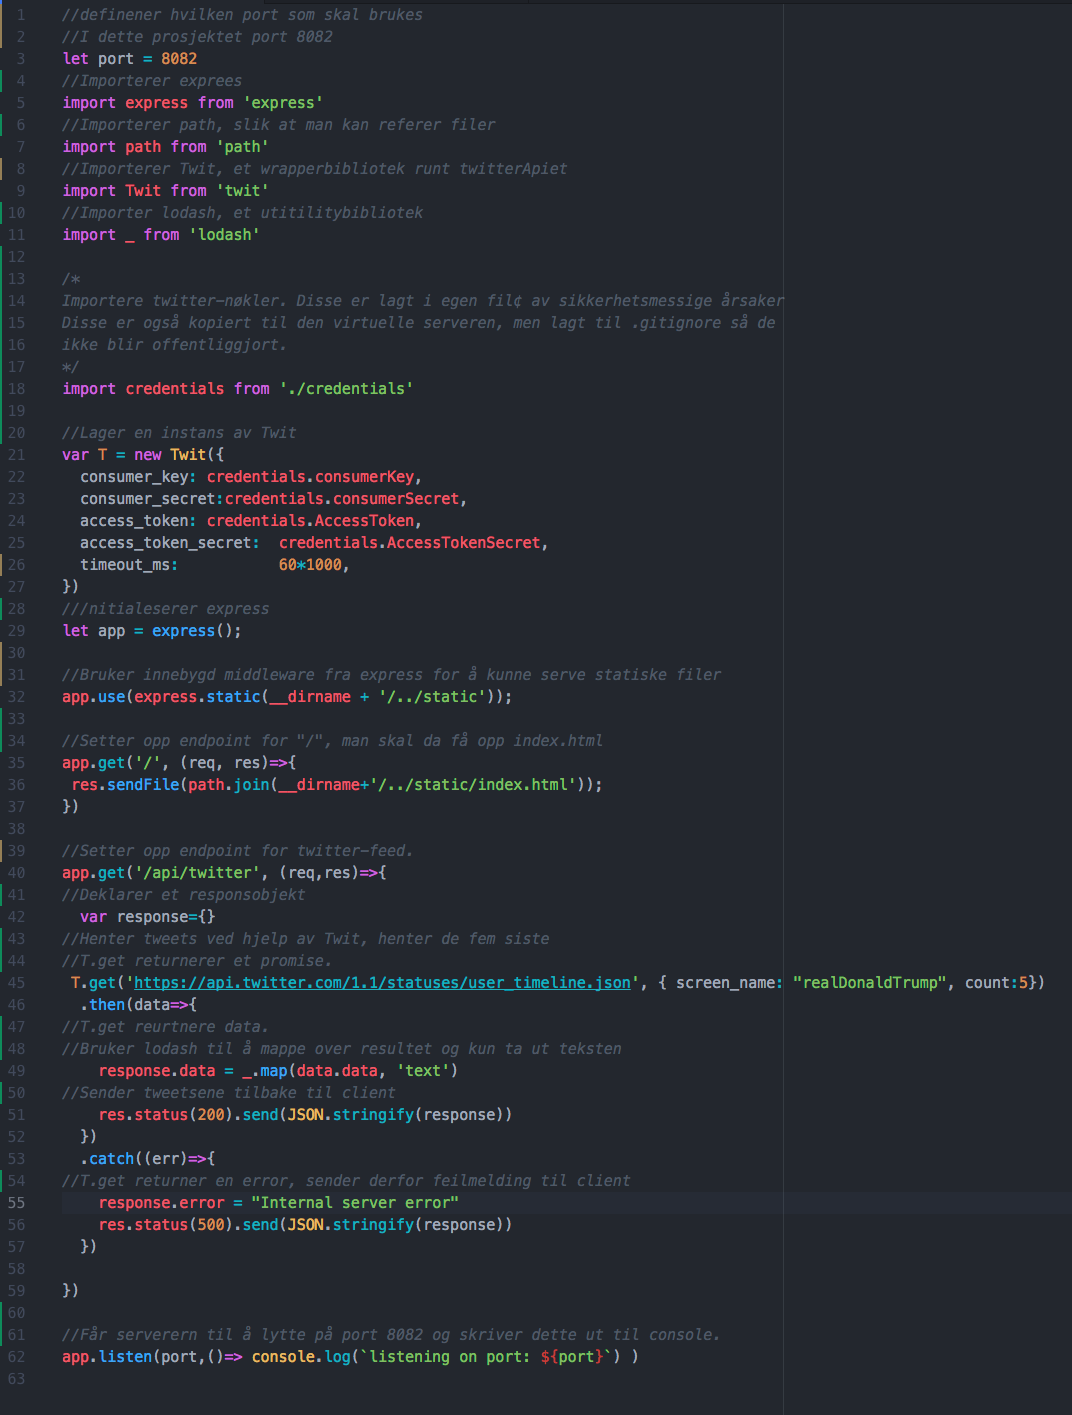 1 //definener hvilken port som skal brukes
2 //I dette prosjektet port 8082
3 let port = 8082
4 //Importerer exprees
5 import express from 'express'
6 //Importerer path, slik at man kan referer filer
7 import path from 'path'
8 //Importerer Twit, et wrapperbibliotek runt twitterApiet
9 import Twit from 'twit'
10 //Importer lodash, et utitilitybibliotek
11 import _ from 'lodash'
12
13 /*
14 Importere twitter-nøkler. Disse er lagt i egen fil¢ av sikkerhetsmessige årsaker
15 Disse er også kopiert til den virtuelle serveren, men lagt til .gitignore så de
16 ikke blir offentliggjort.
17 */
18 import credentials from './credentials'
19
20 //Lager en instans av Twit
21 var T = new Twit({
22   consumer_key: credentials.consumerKey,
23   consumer_secret:credentials.consumerSecret,
24   access_token: credentials.AccessToken,
25   access_token_secret:  credentials.AccessTokenSecret,
26   timeout_ms:           60*1000,
27 })
28 ///nitialeserer express
29 let app = express();
30
31 //Bruker innebygd middleware fra express for å kunne serve statiske filer
32 app.use(express.static(__dirname + '/../static'));
33
34 //Setter opp endpoint for "/", man skal da få opp index.html
35 app.get('/', (req, res)=>{
36  res.sendFile(path.join(__dirname+'/../static/index.html'));
37 })
38
39 //Setter opp endpoint for twitter-feed.
40 app.get('/api/twitter', (req,res)=>{
41 //Deklarer et responsobjekt
42   var response={}
43 //Henter tweets ved hjelp av Twit, henter de fem siste
44 //T.get returnerer et promise.
45  T.get('https://api.twitter.com/1.1/statuses/user_timeline.json', { screen_name: "realDonaldTrump", count:5})
46   .then(data=>{
47 //T.get reurtnere data.
48 //Bruker lodash til å mappe over resultet og kun ta ut teksten
49     response.data = _.map(data.data, 'text')
50 //Sender tweetsene tilbake til client
51     res.status(200).send(JSON.stringify(response))
52   })
53   .catch((err)=>{
54 //T.get returner en error, sender derfor feilmelding til client
55     response.error = "Internal server error"
56     res.status(500).send(JSON.stringify(response))
57   })
58
59 })
60
61 //Får serverern til å lytte på port 8082 og skriver dette ut til console.
62 app.listen(port,()=> console.log(`listening on port: ${port}`) )
63